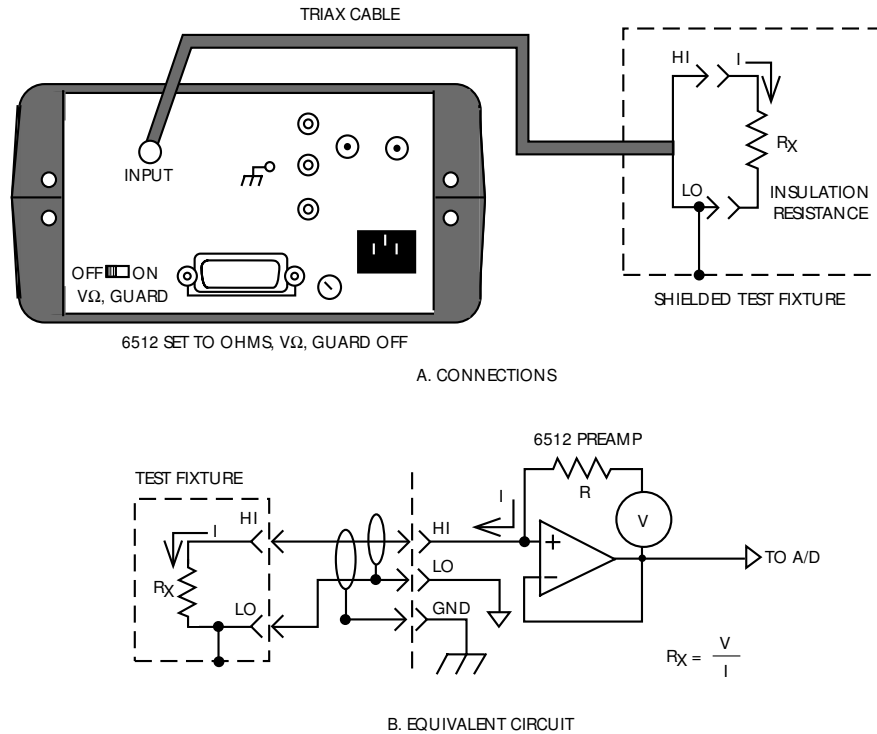 TRIAX CABLE
HI
I
RX
INPUT
LO
INSULATION
RESISTANCE
OFF ON
VΩ, GUARD
SHIELDED TEST FIXTURE
6512 SET TO OHMS, VΩ, GUARD OFF
A. CONNECTIONS
6512 PREAMP
TEST FIXTURE
R
I
V
I
HI
HI
+
TO A/D
RX
LO
−
LO
GND
RX = V
I
B. EQUIVALENT CIRCUIT